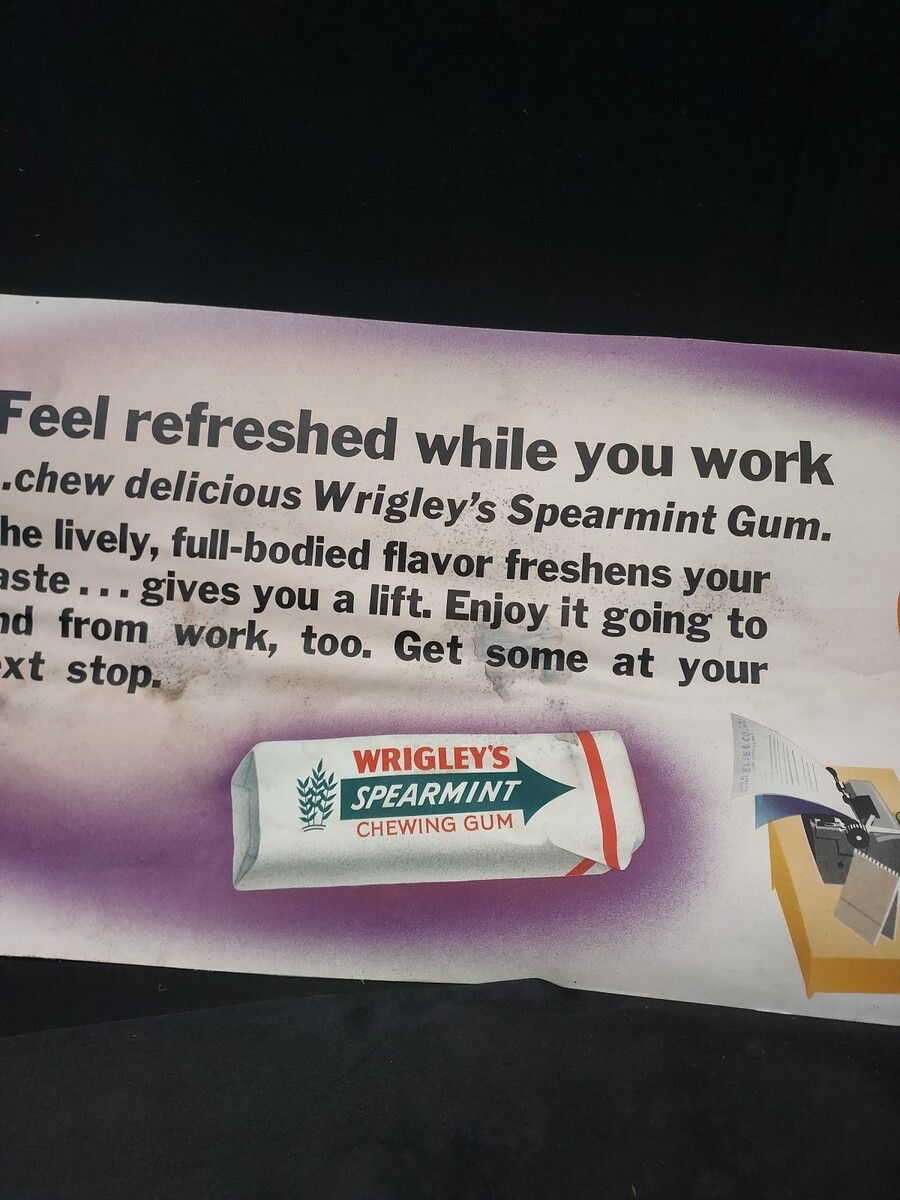 Feel refreshed while you work
..chew delicious Wrigley's Spearmint Gum.
he lively, full-bodied flavor freshens your
aste... gives you a lift. Enjoy it going to
nd from work, too. Get some at your
xt stop.
WRIGLEY'S
SPEARMINT
CHEWING GUM